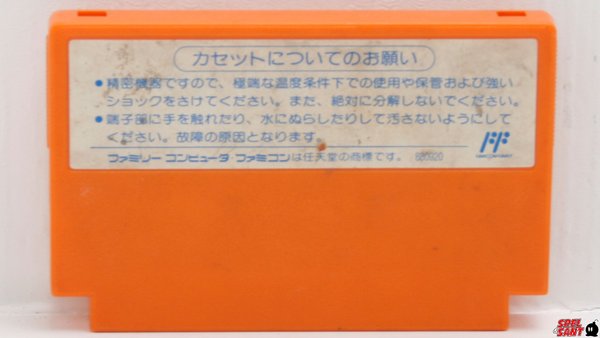 カセットについてのお願い
●精密機器ですので、極端な温度条件下での使用や保管および強い
ショックをさけてください。また、絶対に分解しないでください。
●端子部に手を触れたり、水にぬらしたりして汚さないようにして
ください。故障の原因となります。
ファミリー コンピュータ・ファミコンは任天堂の商標です。
SORE
SANT